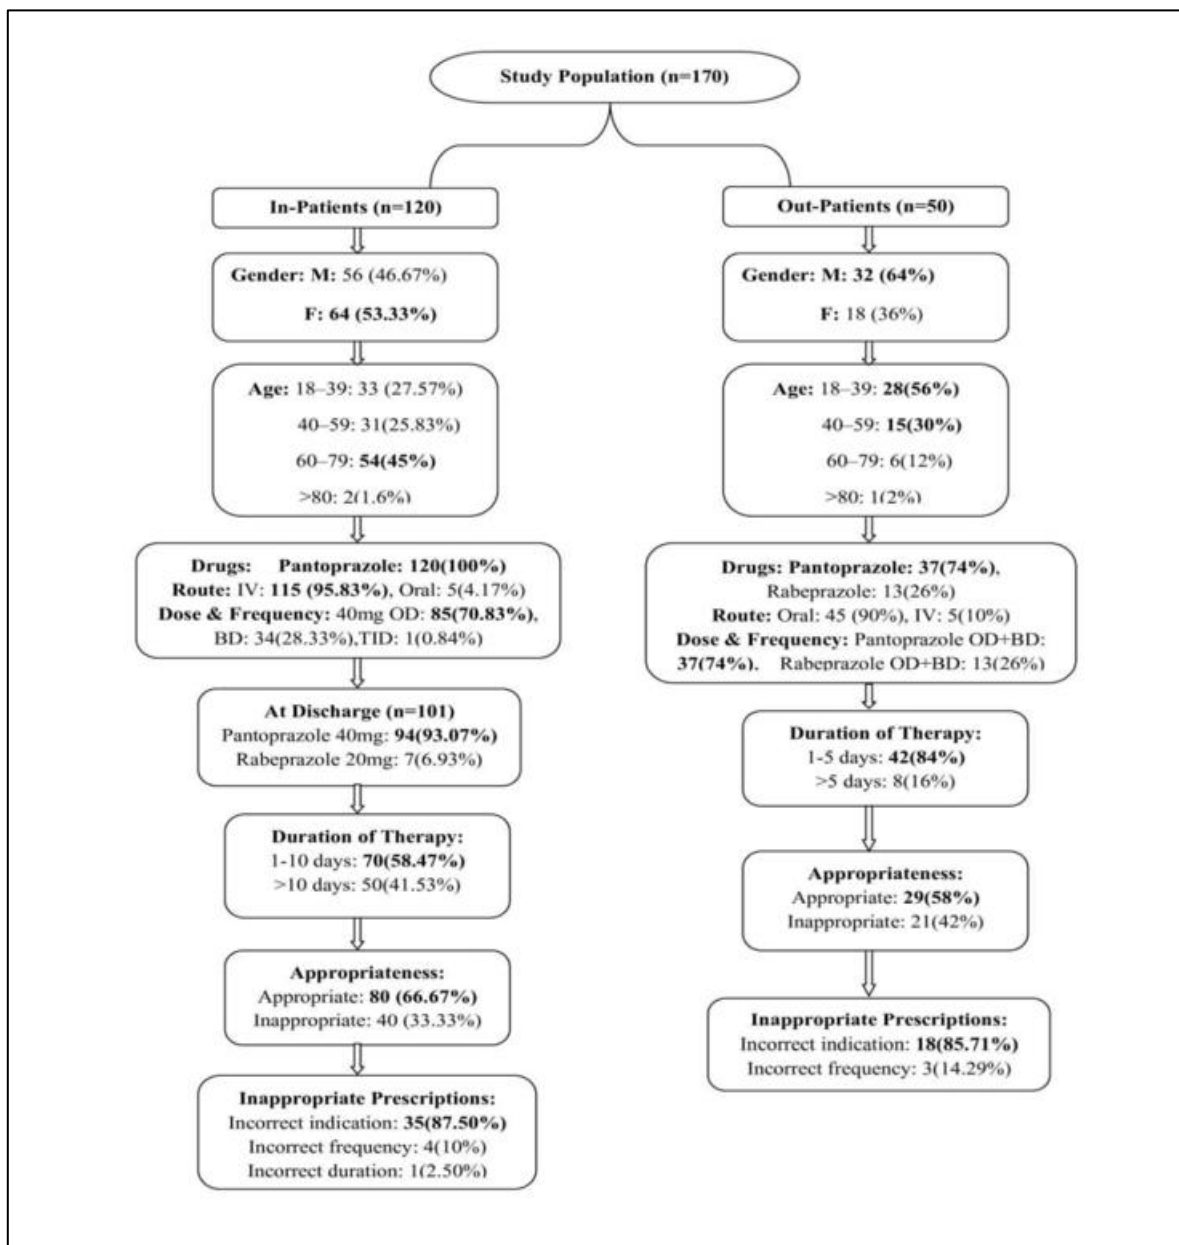 Study Population (n=170)
In-Patients (n=120)
Gender: M: 56 (46.67%)
F: 64 (53.33%)
Age: 18–39: 33 (27.57%)
40–59: 31(25.83%)
60–79: 54(45%)
>80: 2(1.6%)
Drugs: Pantoprazole: 120(100%)
Route: IV: 115 (95.83%), Oral: 5(4.17%)
Dose & Frequency: 40mg OD: 85(70.83%),
BD: 34(28.33%),TID: 1(0.84%)
At Discharge (n=101)
Pantoprazole 40mg: 94(93.07%)
Rabeprazole 20mg: 7(6.93%)
Duration of Therapy:
1-10 days: 70(58.47%)
>10 days: 50(41.53%)
Appropriateness:
Appropriate: 80 (66.67%)
Inappropriate: 40 (33.33%)
Inappropriate Prescriptions:
Incorrect indication: 35(87.50%)
Incorrect frequency: 4(10%)
Incorrect duration: 1(2.50%)
Out-Patients (n=50)
Gender: M: 32 (64%)
F: 18 (36%)
Age: 18–39: 28(56%)
40–59: 15(30%)
60–79: 6(12%)
>80: 1(2%)
Drugs: Pantoprazole: 37(74%),
Rabeprazole: 13(26%)
Route: Oral: 45 (90%), IV: 5(10%)
Dose & Frequency: Pantoprazole OD+BD:
37(74%), Rabeprazole OD+BD: 13(26%)
Duration of Therapy:
1-5 days: 42(84%)
>5 days: 8(16%)
Appropriateness:
Appropriate: 29(58%)
Inappropriate: 21(42%)
Inappropriate Prescriptions:
Incorrect indication: 18(85.71%)
Incorrect frequency: 3(14.29%)